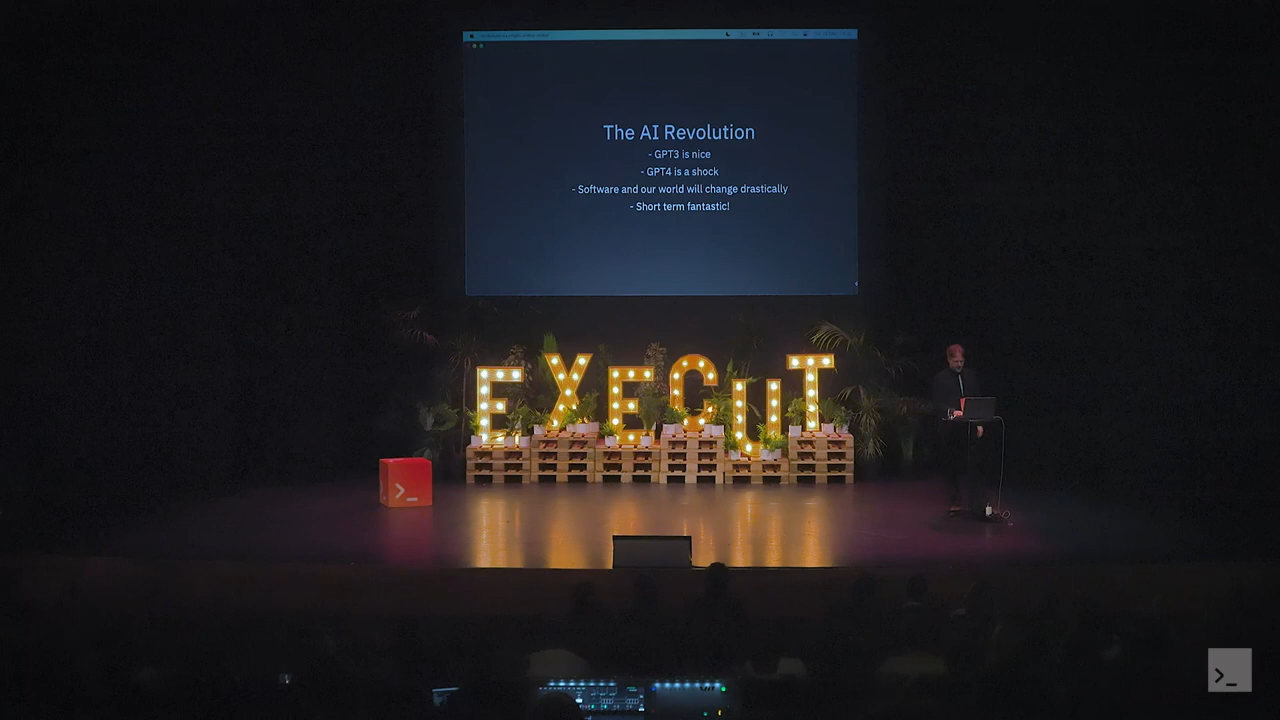 The AI Revolution
- GPT3 is nice
- GPT4 is a shock
- Software and our world will change drastically
- Short term fantastic!
EXECUT
>_
>_